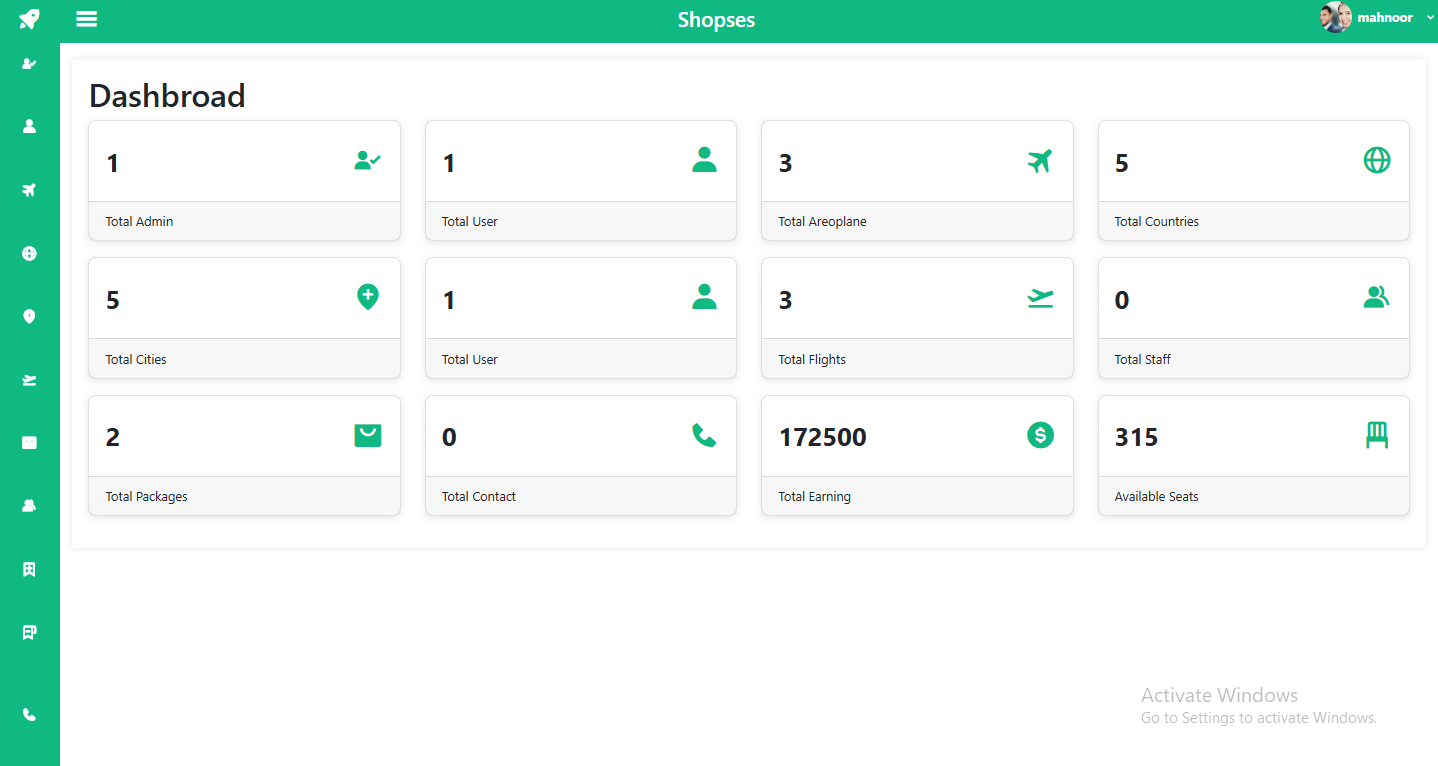 Shopses
mahnoor
Dashbroad
1
1
3
5
Total Admin
Total User
Total Areoplane
Total Countries
5
1
3
0
Total Cities
Total User
Total Flights
Total Staff
2
0
172500
315
Total Packages
Total Contact
Total Earning
Available Seats
Activate Windows
Go to Settings to activate Windows.